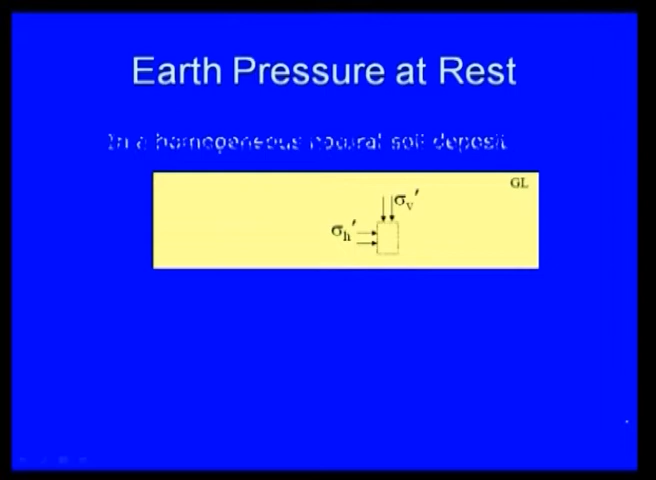 Earth Pressure at Rest
In a homogeneous natural soil deposit
GL
σv′
σh′